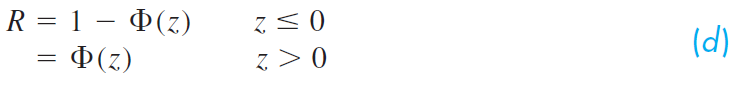 R = 1 − Φ(z) z ≤ 0
= Φ(z) z > 0 (d)